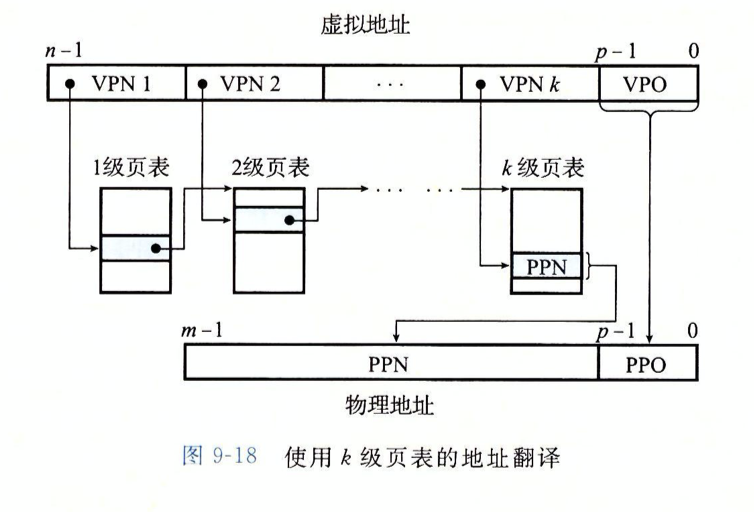 虚拟地址
n-1 p-1 0
VPN 1 VPN 2 ... VPN k VPO
1级页表 2级页表 k级页表
... ...
PPN
m-1 p-1 0
PPN PPO
物理地址
图 9-18 使用 k 级页表的地址翻译